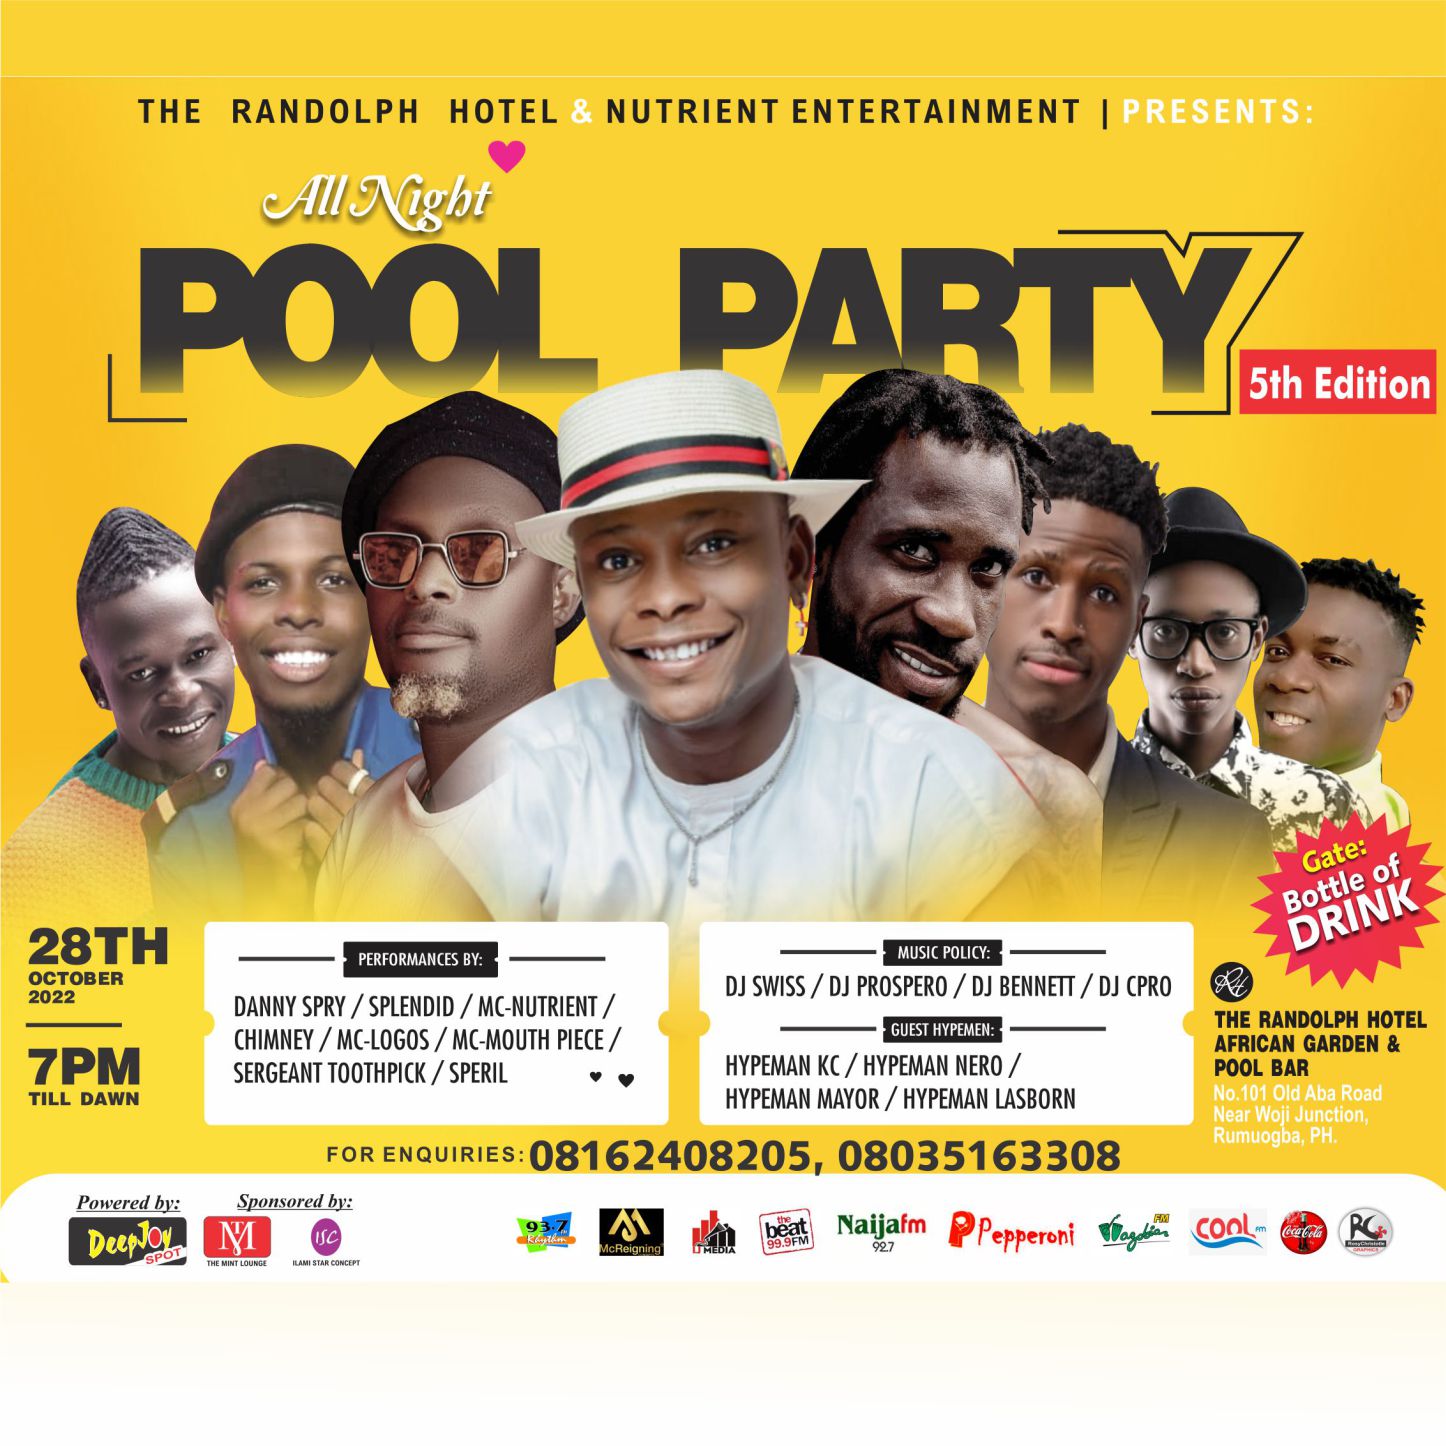 THE RANDOLPH HOTEL & NUTRIENT ENTERTAINMENT | PRESENTS:
All Night
POOL PARTY
5th Edition
Gate:
Bottle of
DRINK
28TH
OCTOBER
2022
7PM
TILL DAWN
PERFORMANCES BY:
DANNY SPRY / SPLENDID / MC-NUTRIENT /
CHIMNEY / MC-LOGOS / MC-MOUTH PIECE /
SERGEANT TOOTHPICK / SPERIL
MUSIC POLICY:
DJ SWISS / DJ PROSPERO / DJ BENNETT / DJ CPRO
GUEST HYPEMEN:
HYPEMAN KC / HYPEMAN NERO /
HYPEMAN MAYOR / HYPEMAN LASBORN
RH
THE RANDOLPH HOTEL
AFRICAN GARDEN &
POOL BAR
No.101 Old Aba Road
Near Woji Junction,
Rumuogba, PH.
FOR ENQUIRIES: 08162408205, 08035163308
Powered by:
DeepJoy
SPOT
Sponsored by:
M
THE MINT LOUNGE
ISC
ILAMI STAR CONCEPT
93.7
Rhythm
McReigning
MEDIA
the
beat
99.9FM
Naijafm
92.7
Pepperoni
Wazobia FM
COOL FM
Coca-Cola
RC
RosyChristelle
GRAPHICS